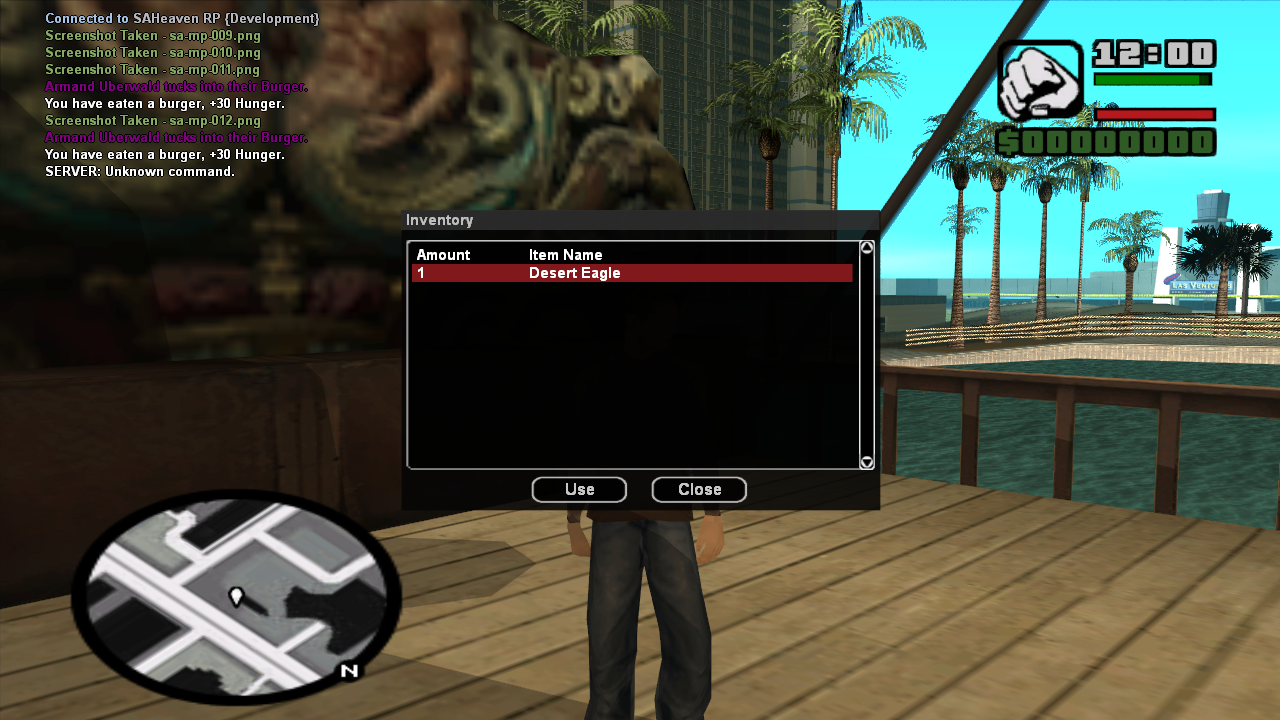 Connected to SAHeaven RP {Development}
Screenshot Taken - sa-mp-009.png
Screenshot Taken - sa-mp-010.png
Screenshot Taken - sa-mp-011.png
Armand Uberwald tucks into their Burger.
You have eaten a burger, +30 Hunger.
Screenshot Taken - sa-mp-012.png
Armand Uberwald tucks into their Burger.
You have eaten a burger, +30 Hunger.
SERVER: Unknown command.
12:00
$00000000
Inventory
Amount Item Name
1 Desert Eagle
Use Close
LAS VENTURAS
N